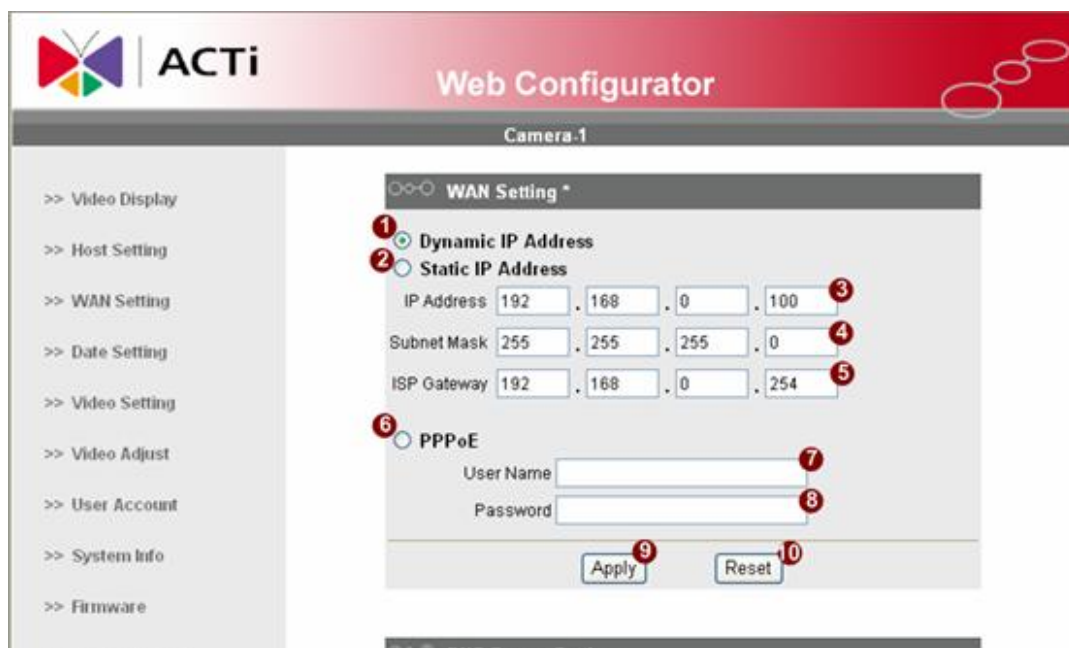 ACTi
Web Configurator
Camera-1
>> Video Display
>> Host Setting
>> WAN Setting
>> Date Setting
>> Video Setting
>> Video Adjust
>> User Account
>> System Info
>> Firmware
WAN Setting *
1 Dynamic IP Address
2 Static IP Address
IP Address 192 . 168 . 0 . 100 3
Subnet Mask 255 . 255 . 255 . 0 4
ISP Gateway 192 . 168 . 0 . 254 5
6 PPPoE
User Name 7
Password 8
Apply 9 Reset 10